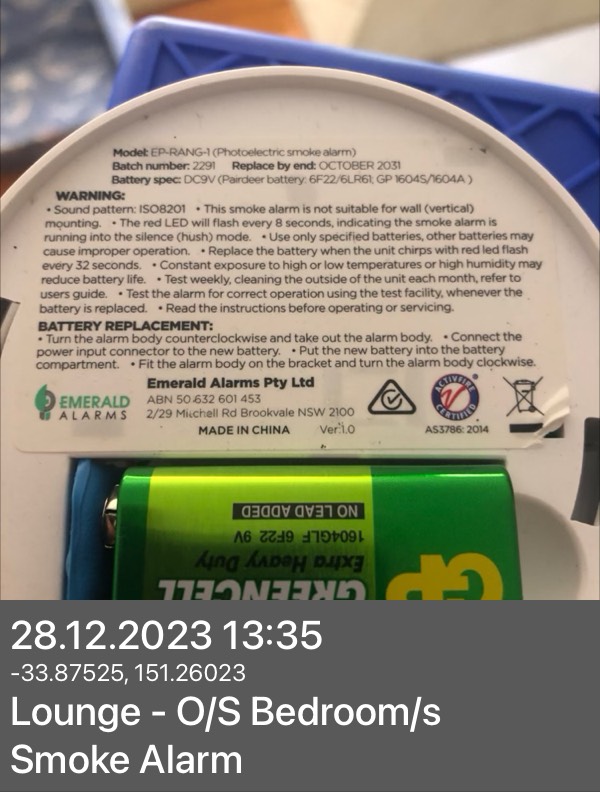 Model: EP-RANG-1 (Photoelectric smoke alarm)
Batch number: 2291 Replace by end: OCTOBER 2031
Battery spec: DC9V (Pairdeer battery: 6F22/6LR61; GP 1604S/1604A )
WARNING:
• Sound pattern: ISO8201 • This smoke alarm is not suitable for wall (vertical)
mounting. • The red LED will flash every 8 seconds, indicating the smoke alarm is
running into the silence (hush) mode. • Use only specified batteries, other batteries may
cause improper operation. • Replace the battery when the unit chirps with red led flash
every 32 seconds. • Constant exposure to high or low temperatures or high humidity may
reduce battery life. • Test weekly, cleaning the outside of the unit each month, refer to
users guide. • Test the alarm for correct operation using the test facility, whenever the
battery is replaced. • Read the instructions before operating or servicing.
BATTERY REPLACEMENT:
• Turn the alarm body counterclockwise and take out the alarm body. • Connect the
power input connector to the new battery. • Put the new battery into the battery
compartment. • Fit the alarm body on the bracket and turn the alarm body clockwise.
EMERALD
ALARMS
Emerald Alarms Pty Ltd
ABN 50 632 601 453
2/29 Mitchell Rd Brookvale NSW 2100
MADE IN CHINA Ver:1.0
ACTIVFIRE
CERTIFIED
AS3786: 2014
NO LEAD ADDED
1604GLF 6F22 9V
Extra Heavy Duty
GREENCELL
GP
28.12.2023 13:35
-33.87525, 151.26023
Lounge - O/S Bedroom/s
Smoke Alarm